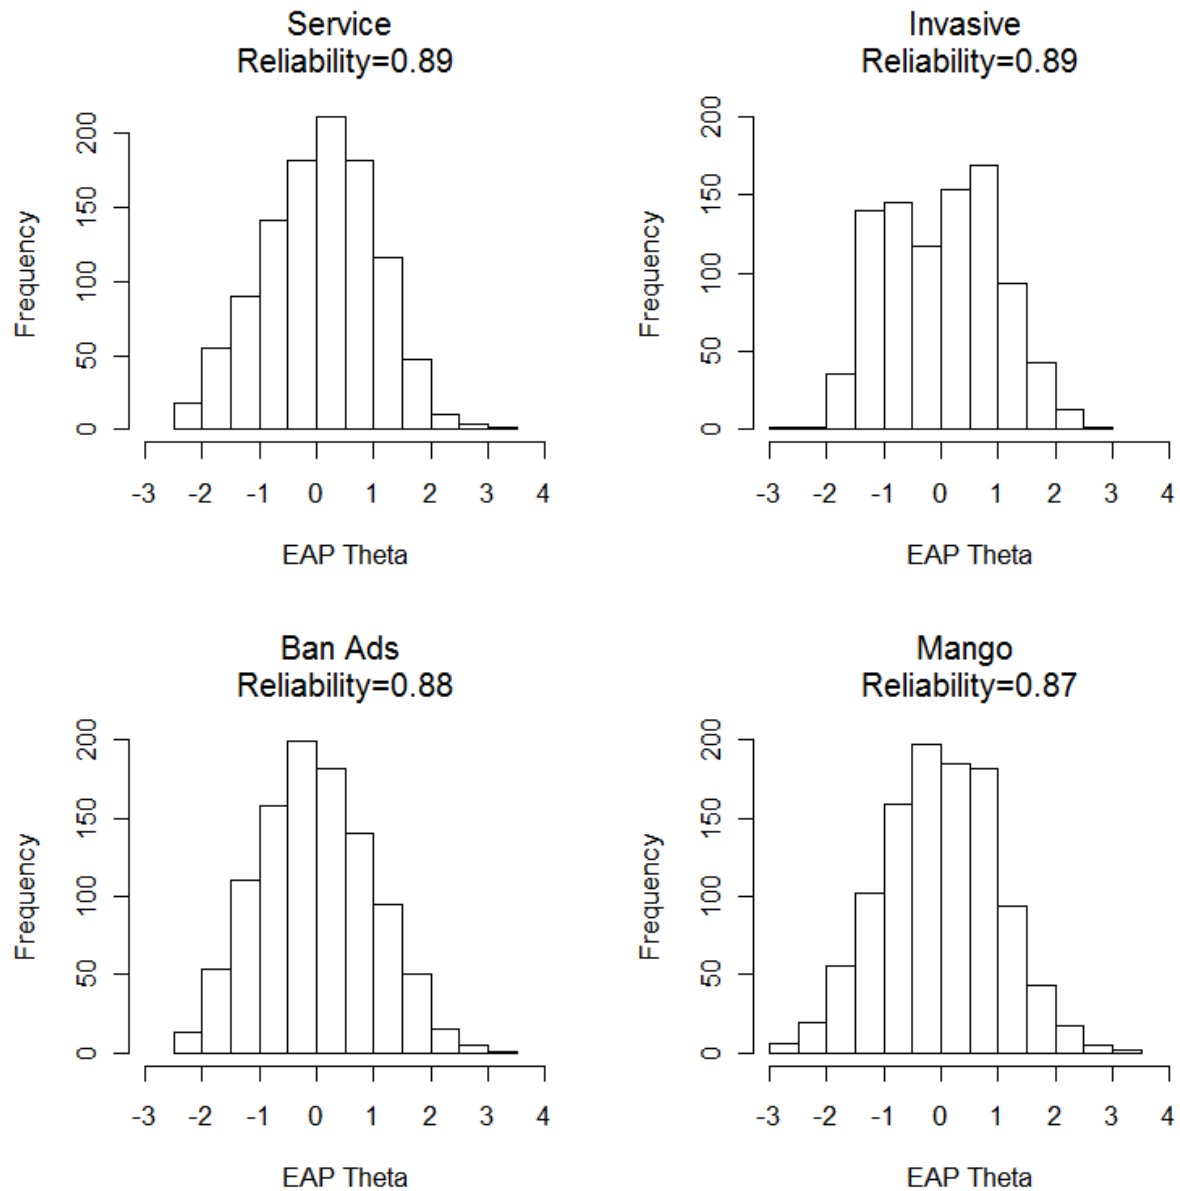 Service
Reliability=0.89
Frequency
0 50 100 150 200
-3 -2 -1 0 1 2 3 4
EAP Theta
Invasive
Reliability=0.89
Frequency
0 50 100 150 200
-3 -2 -1 0 1 2 3 4
EAP Theta
Ban Ads
Reliability=0.88
Frequency
0 50 100 150 200
-3 -2 -1 0 1 2 3 4
EAP Theta
Mango
Reliability=0.87
Frequency
0 50 100 150 200
-3 -2 -1 0 1 2 3 4
EAP Theta